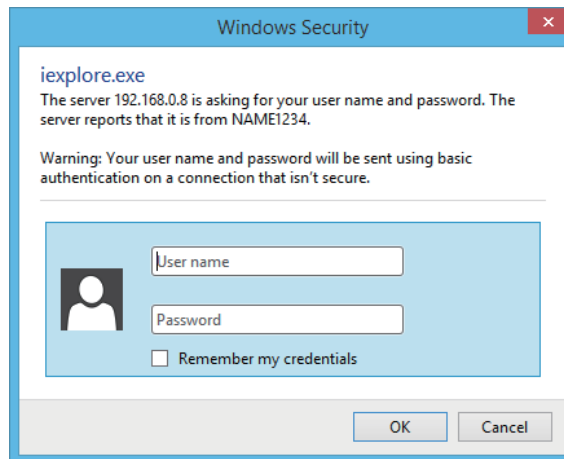 Windows Security
iexplore.exe
The server 192.168.0.8 is asking for your user name and password. The
server reports that it is from NAME1234.
Warning: Your user name and password will be sent using basic
authentication on a connection that isn't secure.
User name
Password
Remember my credentials
OK
Cancel